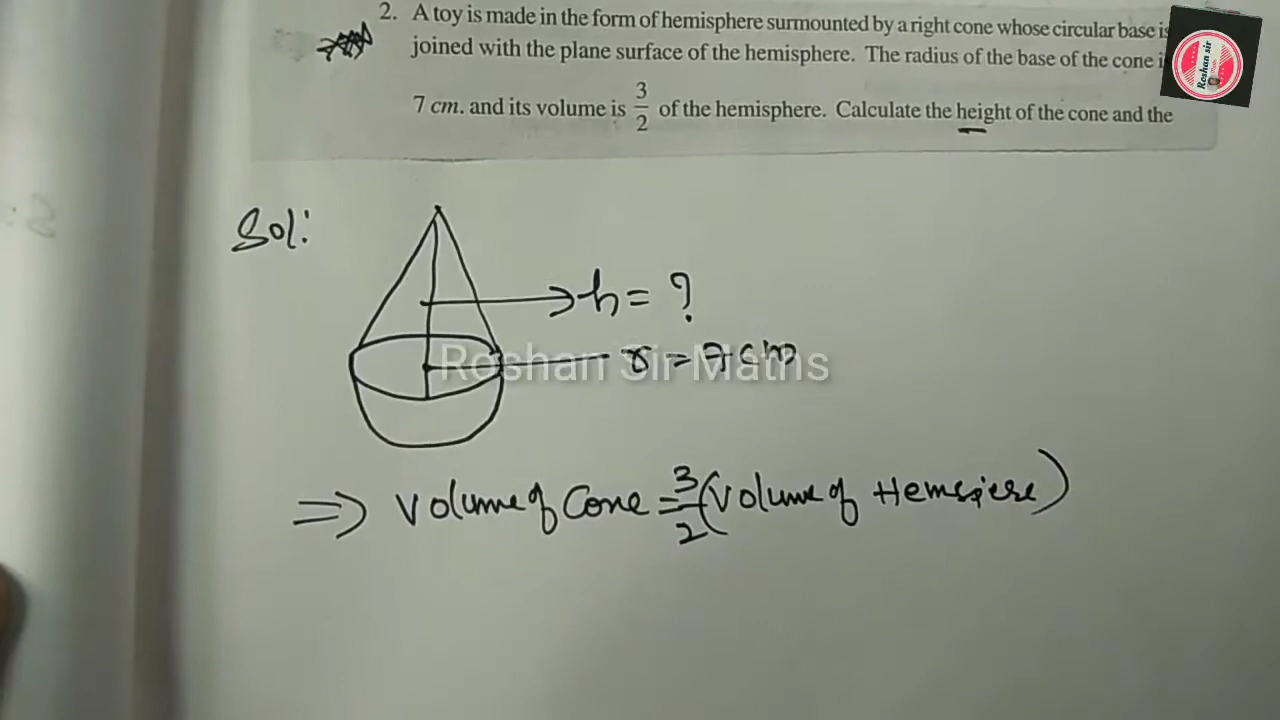 2. A toy is made in the form of hemisphere surmounted by a right cone whose circular base is
joined with the plane surface of the hemisphere. The radius of the base of the cone i
7 cm. and its volume is 3/2 of the hemisphere. Calculate the height of the cone and the
Roshan sir
Sol:
h = ?
r = 7 cm
Roshan Sir Maths
⇒ Volume of Cone = 3/2 (Volume of Hemspiere)